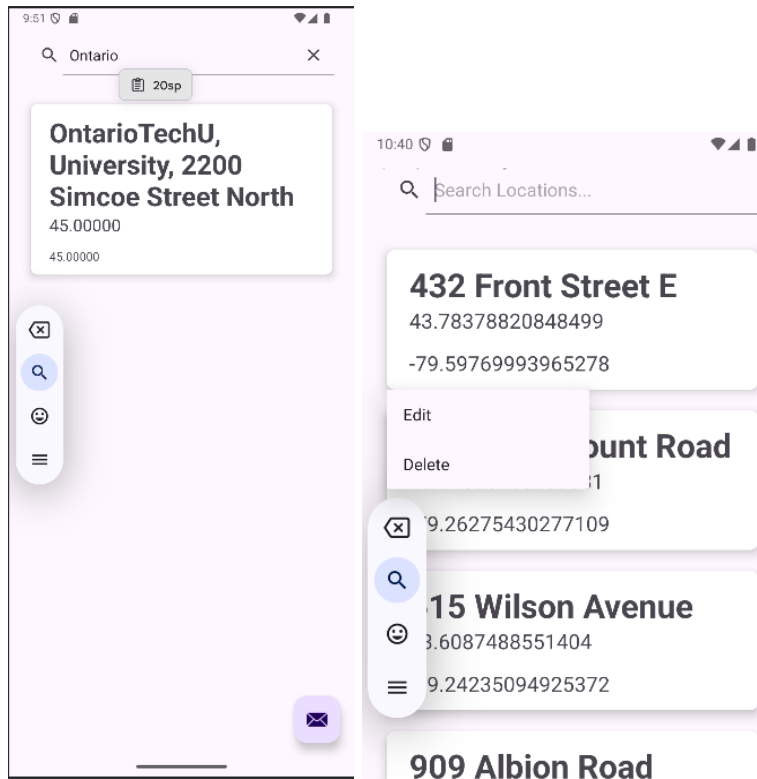 9:51
Ontario
20sp
OntarioTechU,
University, 2200
Simcoe Street North
45.00000
45.00000
10:40
Search Locations...
432 Front Street E
43.78378820848499
-79.59769993965278
Edit
Delete
ount Road
31
9.26275430277109
15 Wilson Avenue
3.6087488551404
9.24235094925372
909 Albion Road